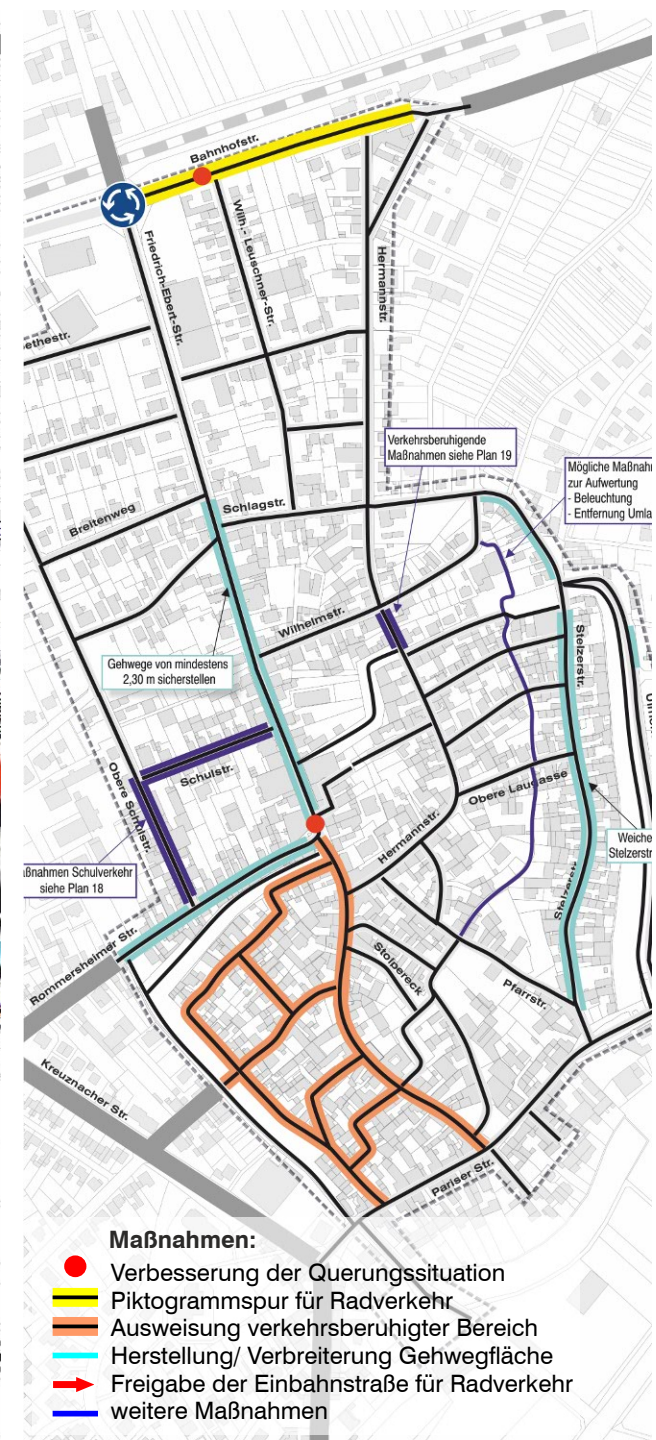 Bahnhofstr.
Friedrich-Ebert-Str.
Wilh.- Leuschner-Str.
Hermannstr.
ethestr.
Verkehrsberuhigende
Maßnahmen siehe Plan 19
Mögliche Maßnahm
zur Aufwertung
- Beleuchtung
- Entfernung Umla
Schlagstr.
Breitenweg
Wilhelmstr.
Stelzerstr.
Gehwege von mindestens
2,30 m sicherstellen
Schulstr.
Obere Schulstr.
Obere Laugasse
Hermannstr.
Weiche
Stelzerstr
aßnahmen Schulverkehr
siehe Plan 18
Stelzerstr.
Rommersheimer Str.
Stolpereck
Pfarrstr.
Kreuznacher Str.
Pariser Str.
Maßnahmen:
Verbesserung der Querungssituation
Piktogrammspur für Radverkehr
Ausweisung verkehrsberuhigter Bereich
Herstellung/ Verbreiterung Gehwegfläche
Freigabe der Einbahnstraße für Radverkehr
weitere Maßnahmen